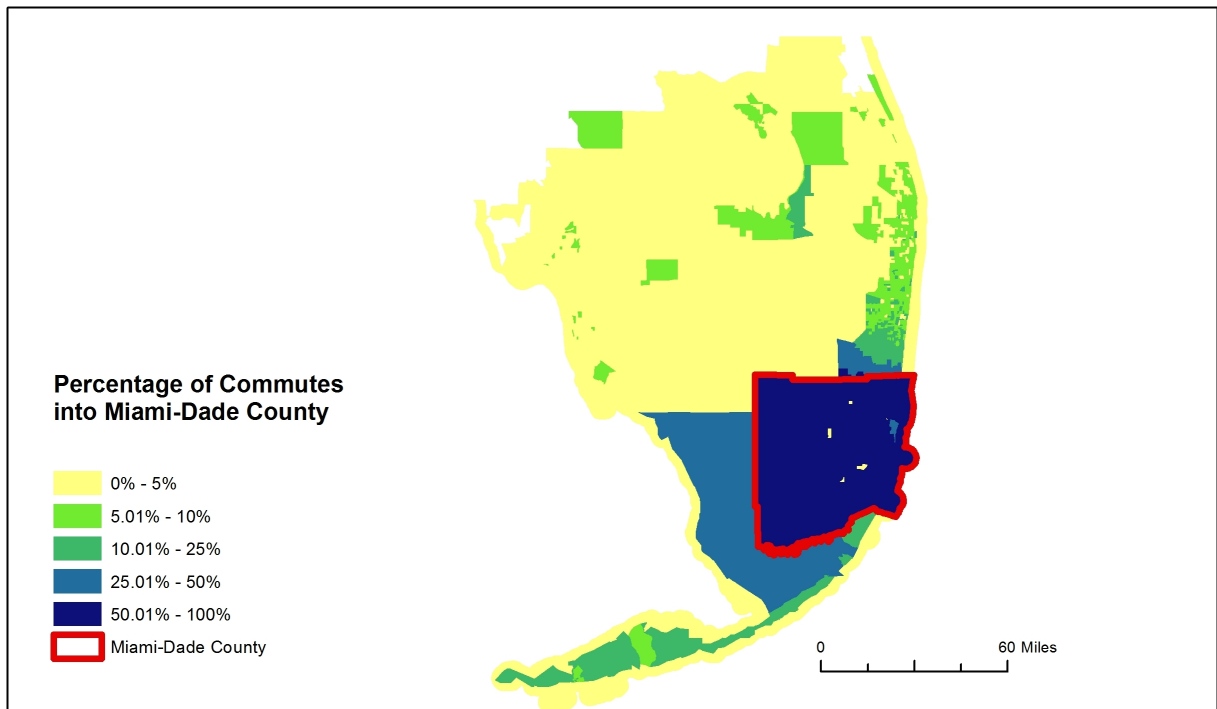 Percentage of Commutes
into Miami-Dade County
0% - 5%
5.01% - 10%
10.01% - 25%
25.01% - 50%
50.01% - 100%
Miami-Dade County
0 60 Miles